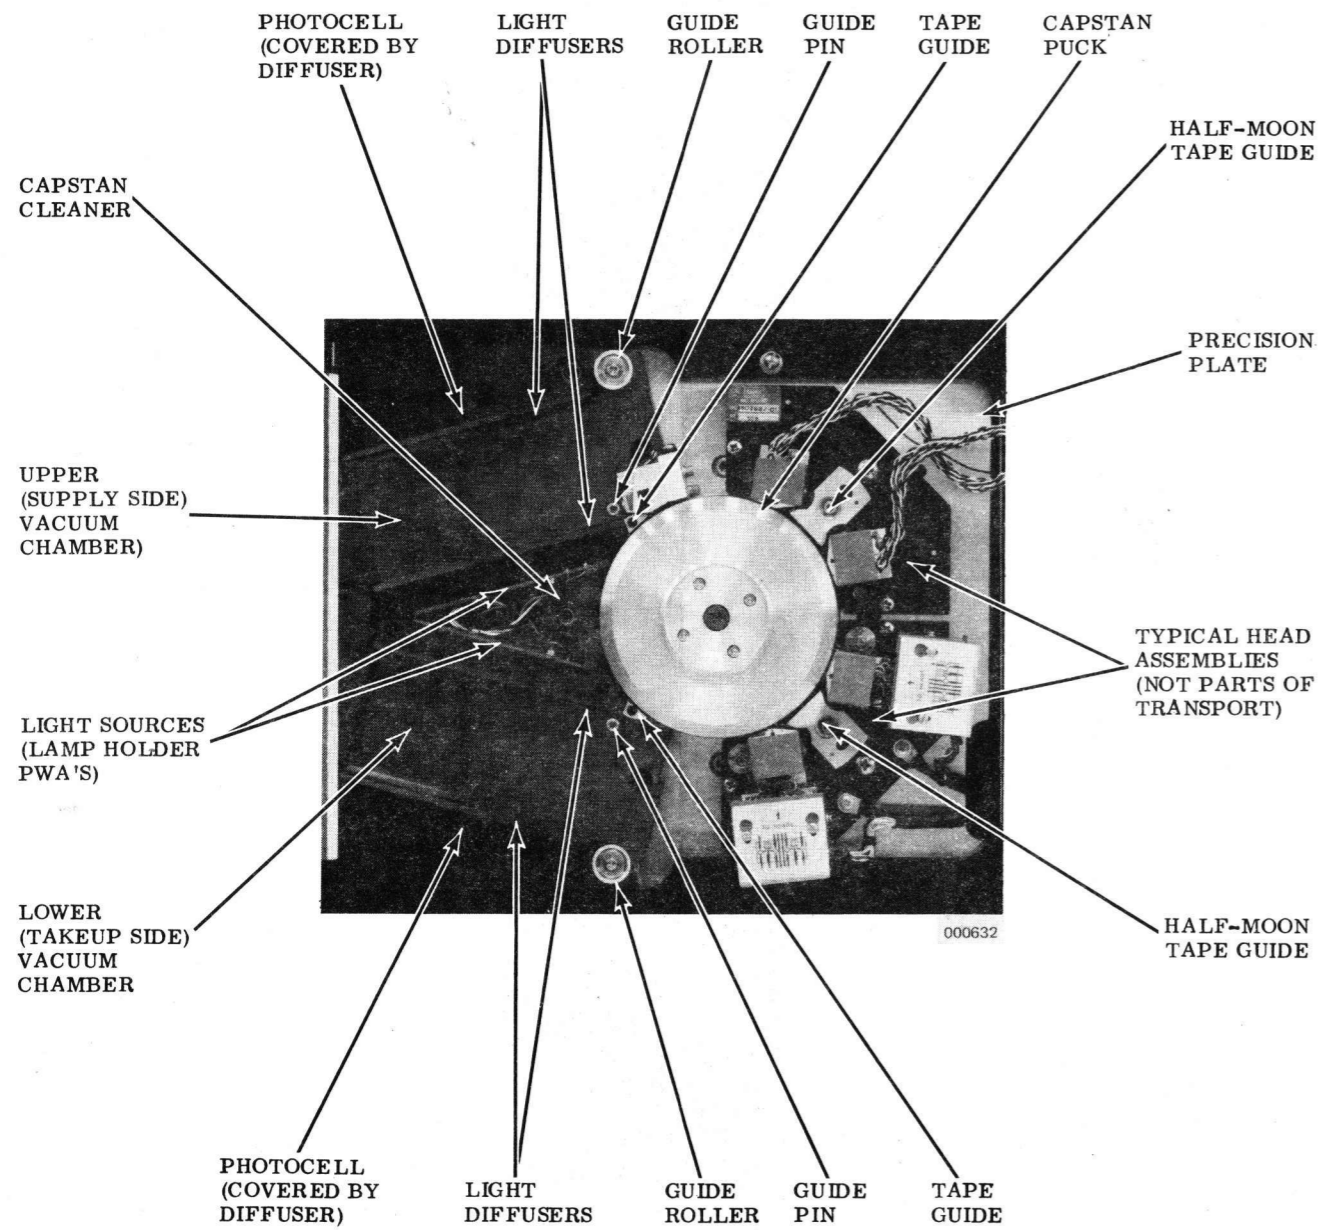 PHOTOCELL
(COVERED BY
DIFFUSER)
LIGHT
DIFFUSERS
GUIDE
ROLLER
GUIDE
PIN
TAPE
GUIDE
CAPSTAN
PUCK
HALF-MOON
TAPE GUIDE
CAPSTAN
CLEANER
PRECISION
PLATE
UPPER
(SUPPLY SIDE)
VACUUM
CHAMBER)
TYPICAL HEAD
ASSEMBLIES
(NOT PARTS OF
TRANSPORT)
LIGHT SOURCES
(LAMP HOLDER
PWA'S)
LOWER
(TAKEUP SIDE)
VACUUM
CHAMBER
000632
HALF-MOON
TAPE GUIDE
PHOTOCELL
(COVERED BY
DIFFUSER)
LIGHT
DIFFUSERS
GUIDE
ROLLER
GUIDE
PIN
TAPE
GUIDE